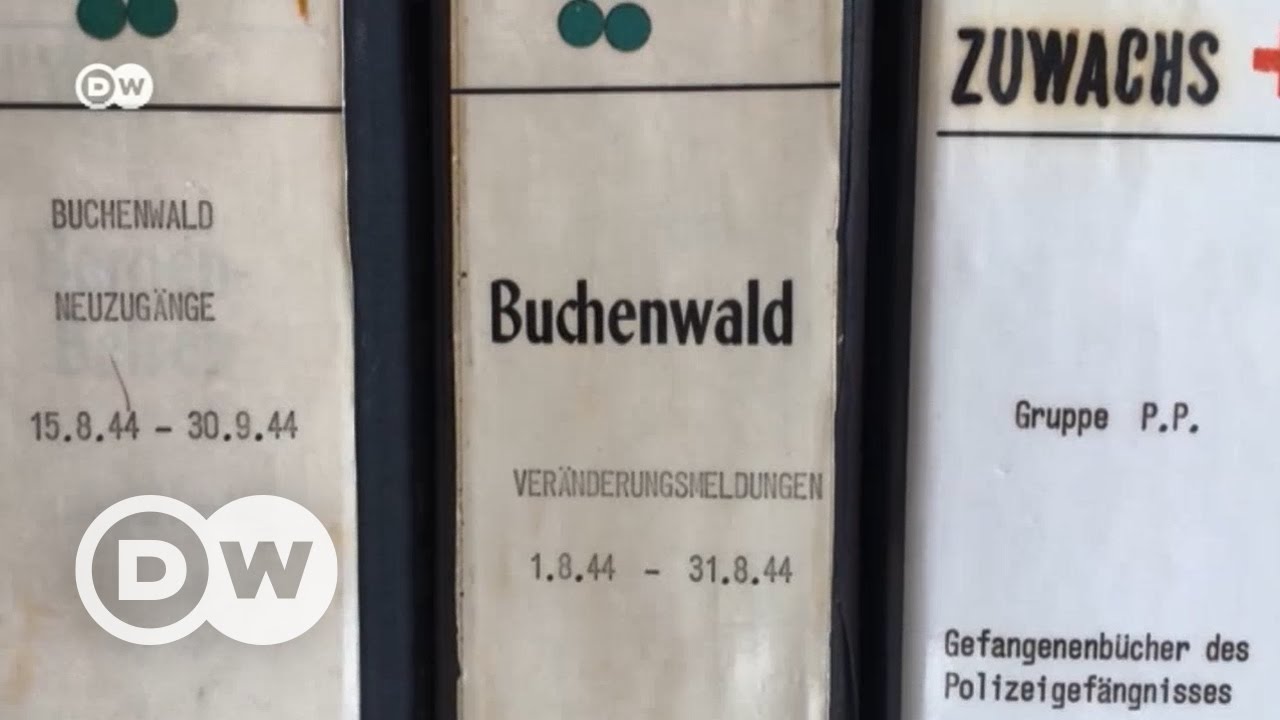 DW
BUCHENWALD
NEUZUGÄNGE
15.8.44 - 30.9.44
DW
Buchenwald
VERÄNDERUNGSMELDUNGEN
1.8.44 - 31.8.44
ZUWACHS
Gruppe P.P.
Gefangenenbücher des
Polizeigefängnisses